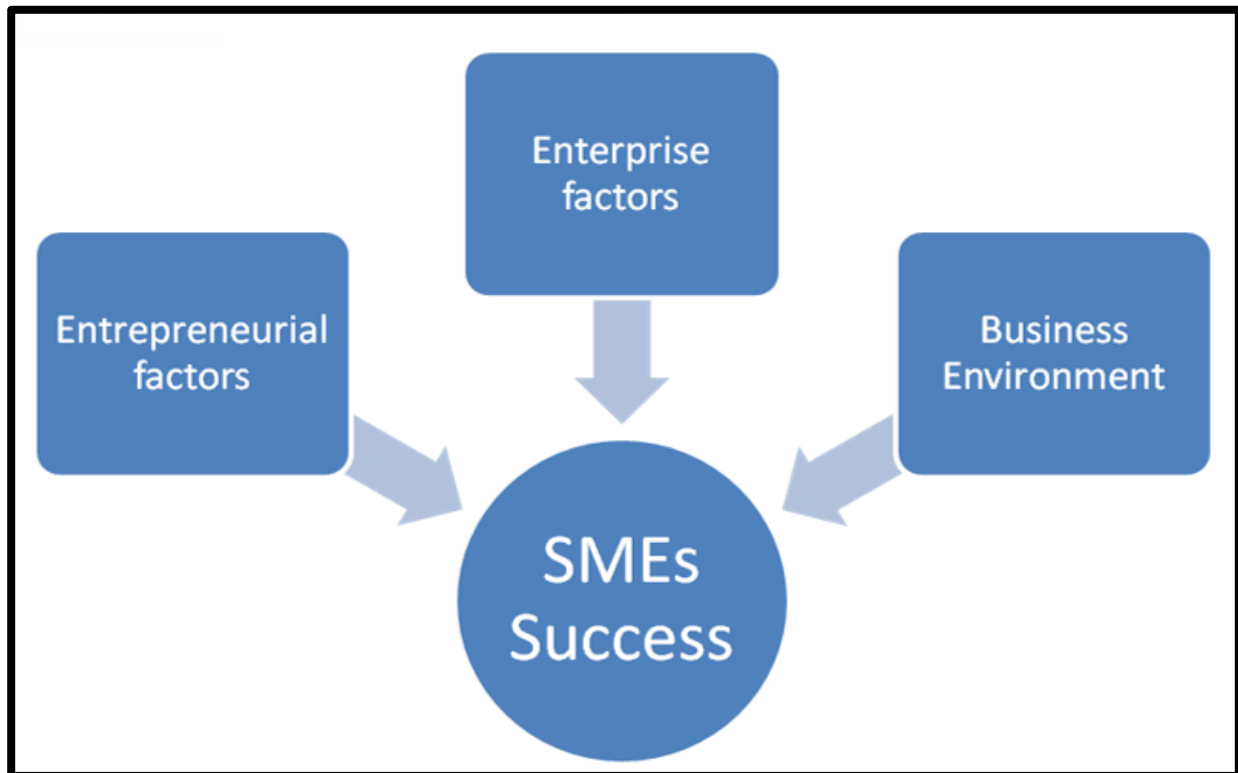 Enterprise
factors
Entrepreneurial
factors
Business
Environment
SMEs
Success